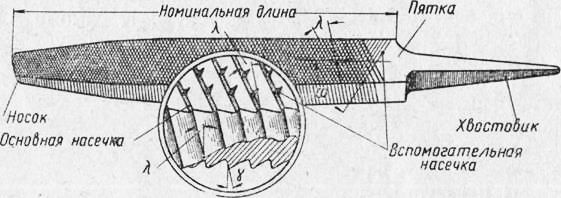 Номинальная длина
Пятка
λ
λ
ω
Носок
Основная насечка
Хвостовик
Вспомогательная
насечка
λ
γ